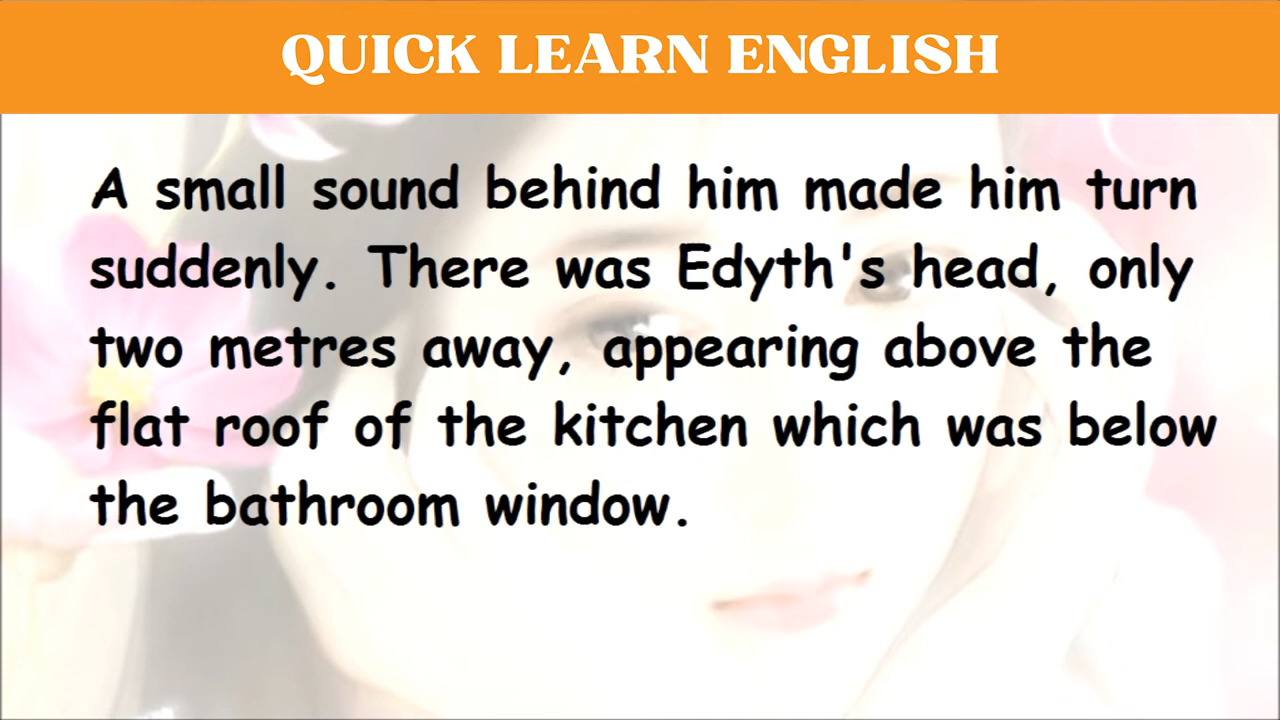 QUICK LEARN ENGLISH
A small sound behind him made him turn
suddenly. There was Edyth's head, only
two metres away, appearing above the
flat roof of the kitchen which was below
the bathroom window.